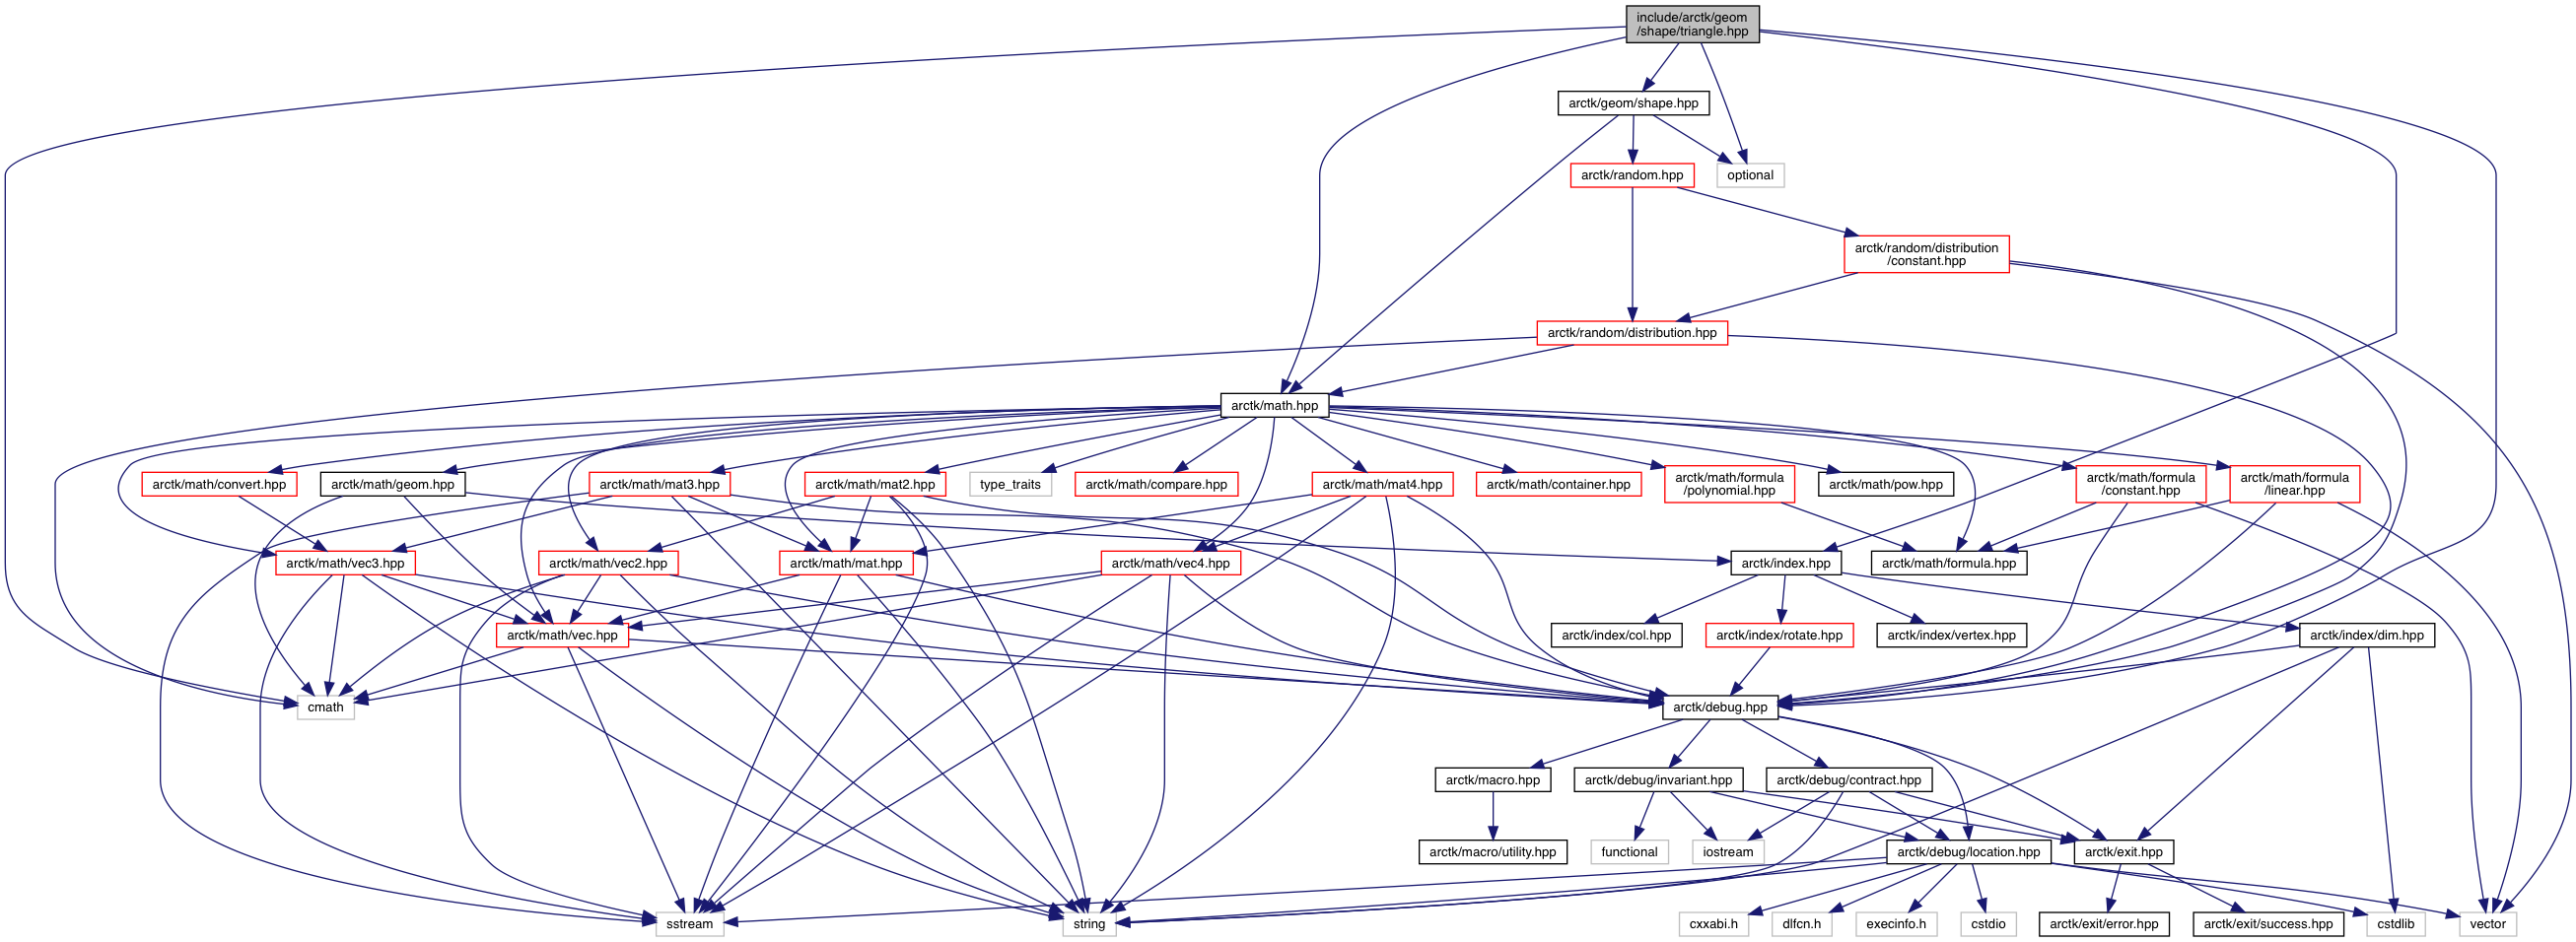 include/arctk/geom
/shape/triangle.hpp
arctk/geom/shape.hpp
arctk/random.hpp
optional
arctk/random/distribution
/constant.hpp
arctk/random/distribution.hpp
arctk/math.hpp
arctk/math/convert.hpp
arctk/math/geom.hpp
arctk/math/mat3.hpp
arctk/math/mat2.hpp
type_traits
arctk/math/compare.hpp
arctk/math/mat4.hpp
arctk/math/container.hpp
arctk/math/formula
/polynomial.hpp
arctk/math/pow.hpp
arctk/math/formula
/constant.hpp
arctk/math/formula
/linear.hpp
arctk/math/vec3.hpp
arctk/math/vec2.hpp
arctk/math/mat.hpp
arctk/math/vec4.hpp
arctk/index.hpp
arctk/math/formula.hpp
arctk/math/vec.hpp
arctk/index/col.hpp
arctk/index/rotate.hpp
arctk/index/vertex.hpp
arctk/index/dim.hpp
cmath
arctk/debug.hpp
arctk/macro.hpp
arctk/debug/invariant.hpp
arctk/debug/contract.hpp
arctk/macro/utility.hpp
functional
iostream
arctk/debug/location.hpp
arctk/exit.hpp
sstream
string
cxxabi.h
dlfcn.h
execinfo.h
cstdio
arctk/exit/error.hpp
arctk/exit/success.hpp
cstdlib
vector